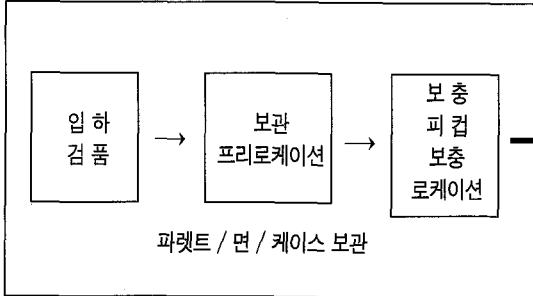 입 하
검 품
→
보관
프리로케이션
→
보 충
피 컵
보충
로케이션
파렛트 / 면 / 케이스 보관